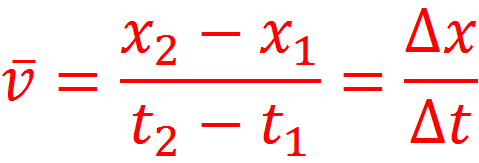 v̄ = (x₂ − x₁)/(t₂ − t₁) = Δx/Δt